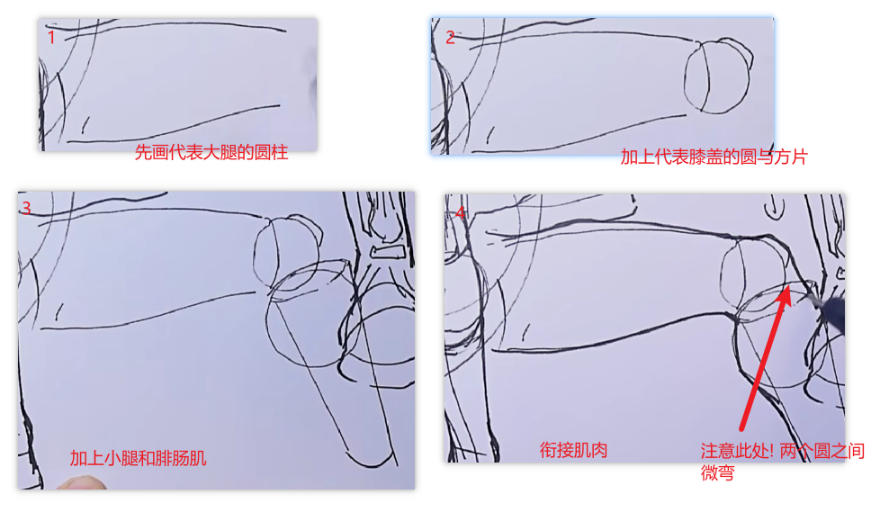 1
2
先画代表大腿的圆柱
加上代表膝盖的圆与方片
3
4
加上小腿和腓肠肌
衔接肌肉
注意此处! 两个圆之间
微弯